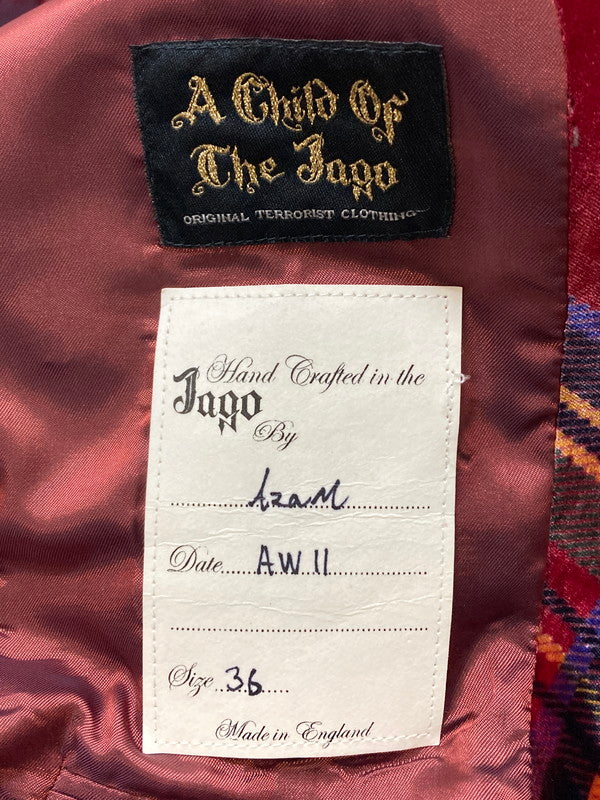 A Child Of
The Jago
ORIGINAL TERRORIST CLOTHING
Hand Crafted in the
Jago
By
AzaM
Date AW 11
Size 36
Made in England